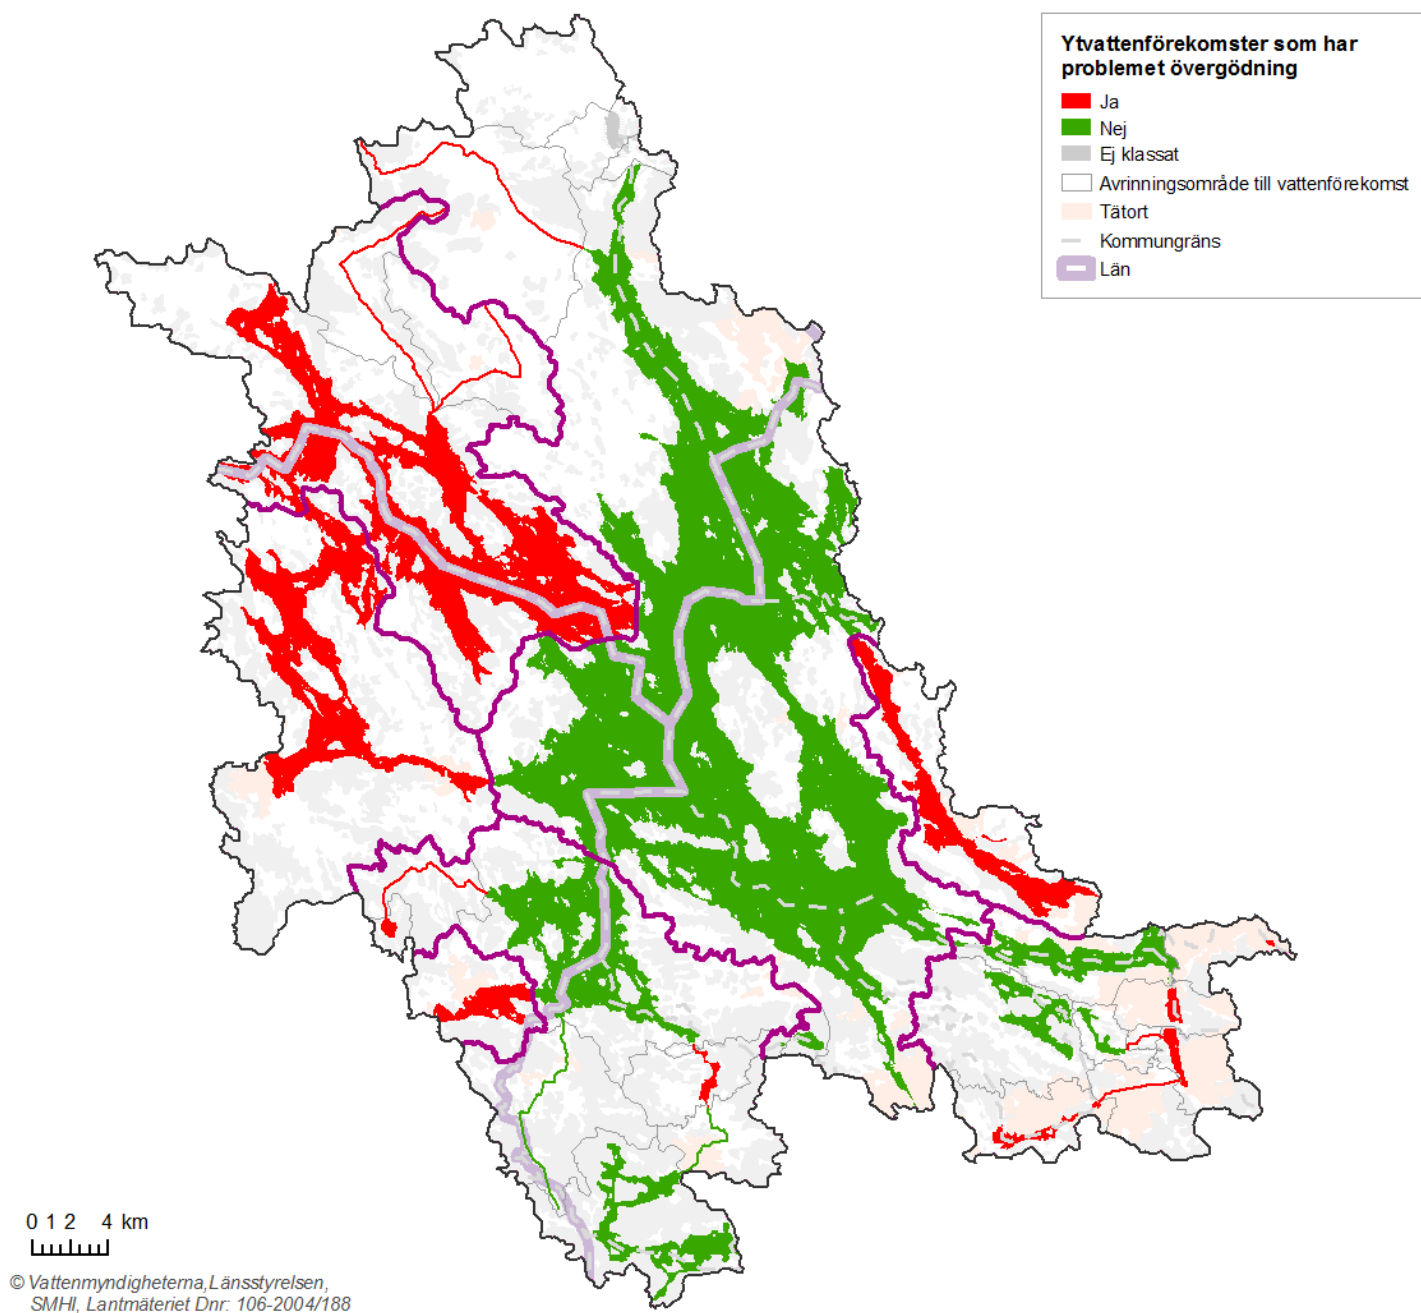 Ytvattenförekomster som har
problemet övergödning
Ja
Nej
Ej klassat
Avrinningsområde till vattenförekomst
Tätort
Kommungräns
Län
0 1 2 4 km
© Vattenmyndigheterna,Länsstyrelsen,
SMHI, Lantmäteriet Dnr: 106-2004/188